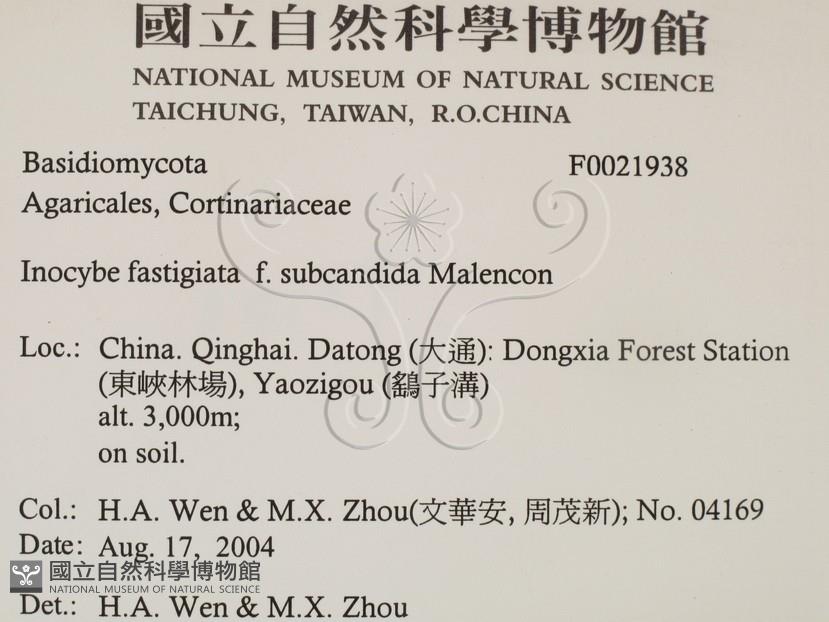 國立自然科學博物館
NATIONAL MUSEUM OF NATURAL SCIENCE
TAICHUNG, TAIWAN, R.O.CHINA
Basidiomycota F0021938
Agaricales, Cortinariaceae
Inocybe fastigiata f. subcandida Malencon
Loc.: China. Qinghai. Datong (大通): Dongxia Forest Station
(東峽林場), Yaozigou (鷂子溝)
alt. 3,000m;
on soil.
Col.: H.A. Wen & M.X. Zhou(文華安, 周茂新); No. 04169
Date: Aug. 17, 2004
國立自然科學博物館
NATIONAL MUSEUM OF NATURAL SCIENCE
Det.: H.A. Wen & M.X. Zhou